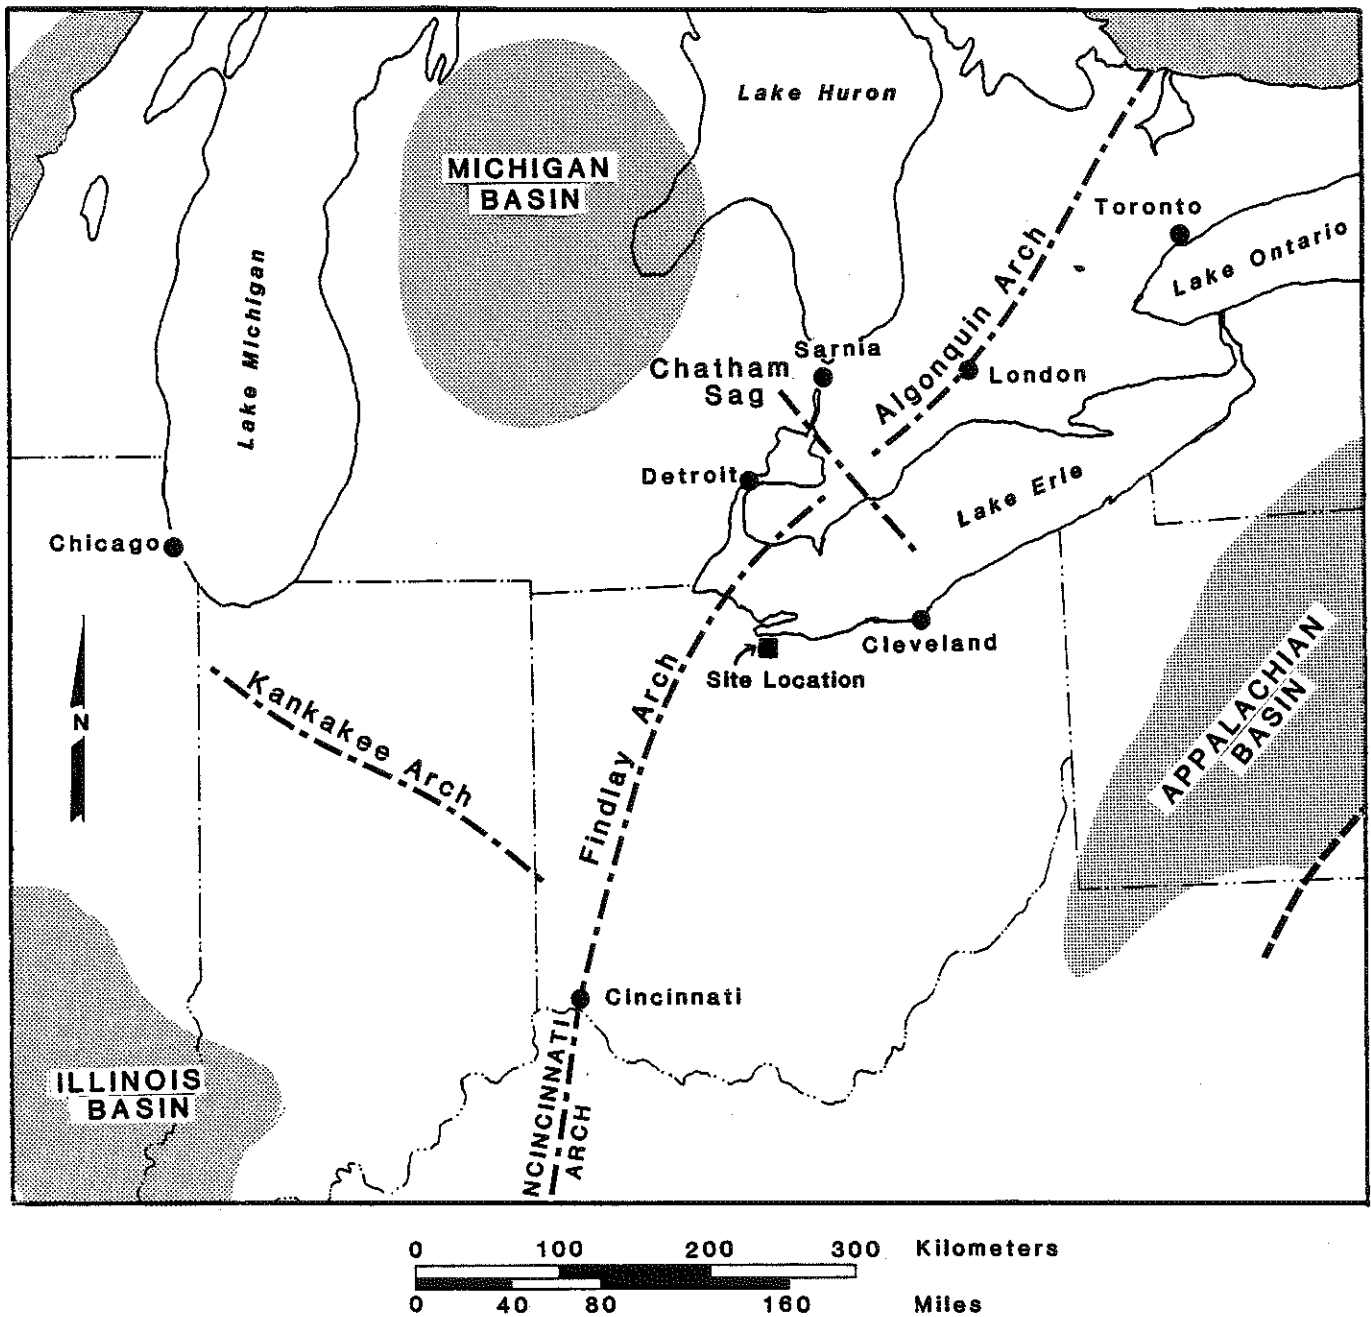 Lake Huron
MICHIGAN
BASIN
Toronto
Lake Ontario
Lake Michigan
Algonquin Arch
Sarnia
Chatham
Sag
London
Detroit
Lake Erie
Chicago
Cleveland
Site Location
APPALACHIAN
BASIN
Kankakee Arch
N
Findlay Arch
Cincinnati
NCINCINNATI
ARCH
ILLINOIS
BASIN
0 100 200 300 Kilometers
0 40 80 160 Miles